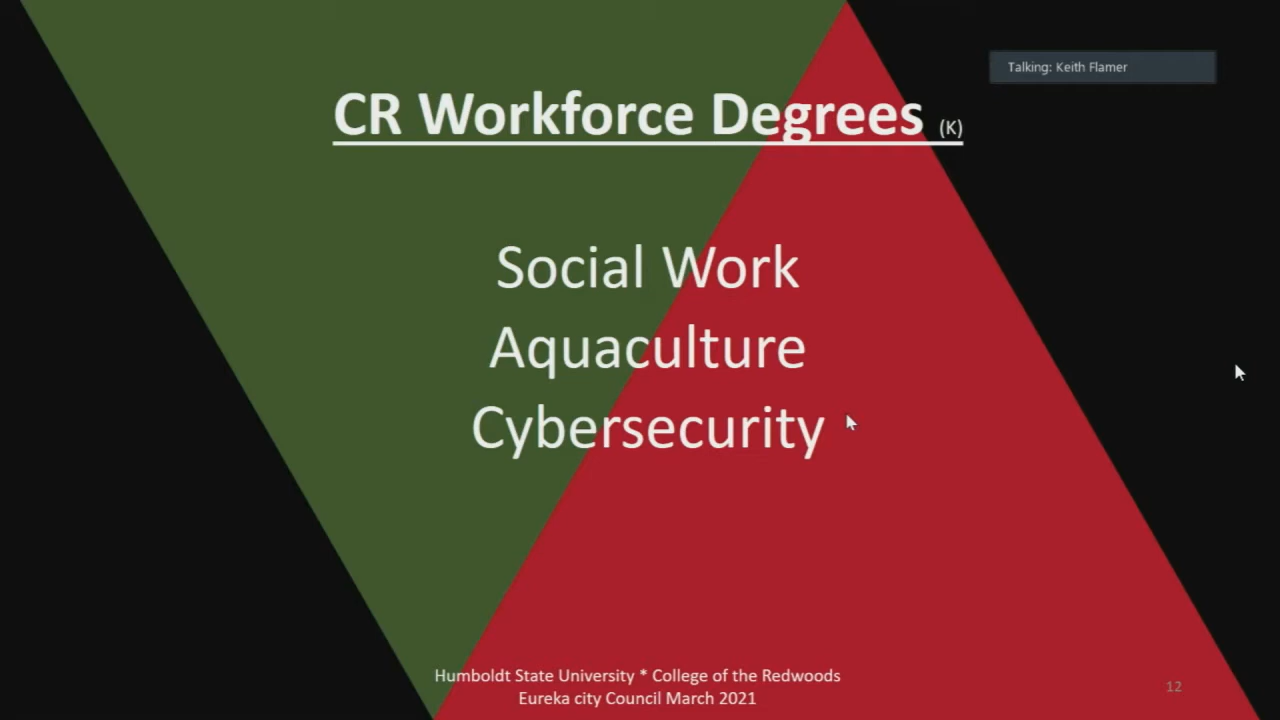 Talking: Keith Flamer
CR Workforce Degrees (K)
Social Work
Aquaculture
Cybersecurity
Humboldt State University * College of the Redwoods
Eureka city Council March 2021
12